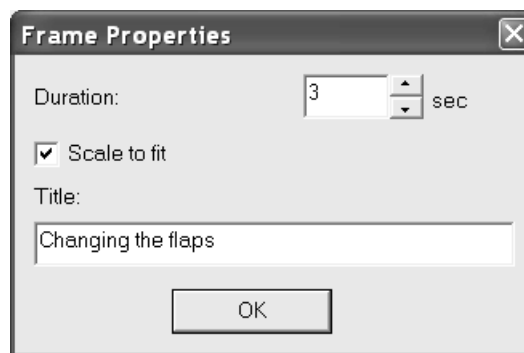 Frame Properties
Duration: 3 sec
Scale to fit
Title:
Changing the flaps
OK